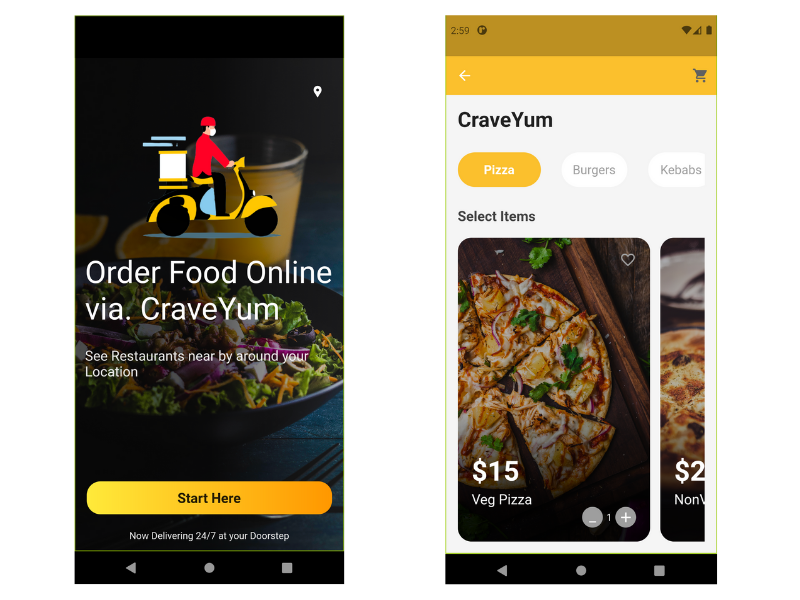 Order Food Online
via. CraveYum
See Restaurants near by around your
Location
Start Here
Now Delivering 24/7 at your Doorstep
2:59
CraveYum
Pizza
Burgers
Kebabs
Select Items
$15
Veg Pizza
1
$2
NonV